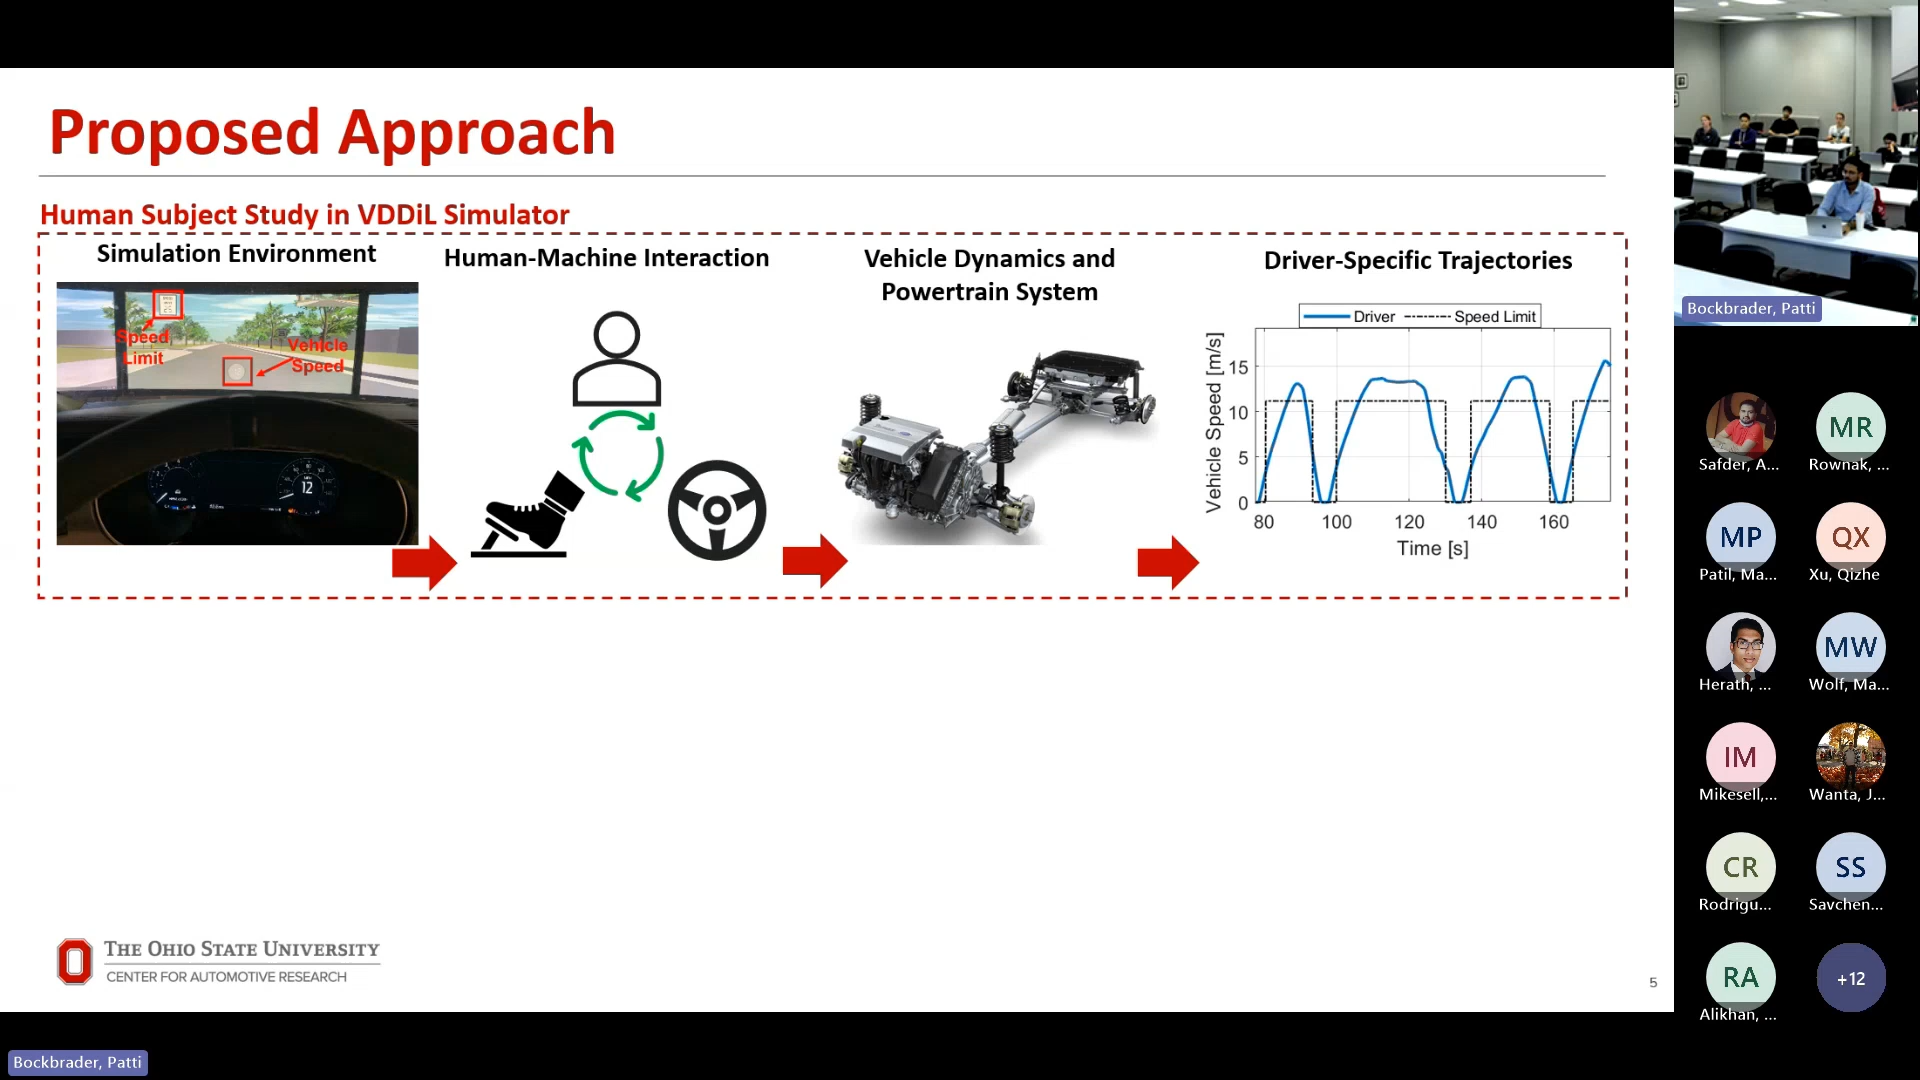 Proposed Approach
Human Subject Study in VDDiL Simulator
Simulation Environment
Human-Machine Interaction
Vehicle Dynamics and
Powertrain System
Driver-Specific Trajectories
Speed
Limit
Vehicle
Speed
12
Driver
Speed Limit
Vehicle Speed [m/s]
15
10
5
0
80
100
120
140
160
Time [s]
THE OHIO STATE UNIVERSITY
CENTER FOR AUTOMOTIVE RESEARCH
5
Bockbrader, Patti
Bockbrader, Patti
Safder, A...
MR
Rownak, ...
MP
Patil, Ma...
QX
Xu, Qizhe
Herath, ...
MW
Wolf, Ma...
IM
Mikesell,...
Wanta, J...
CR
Rodrigu...
SS
Savchen...
RA
Alikhan, ...
+12